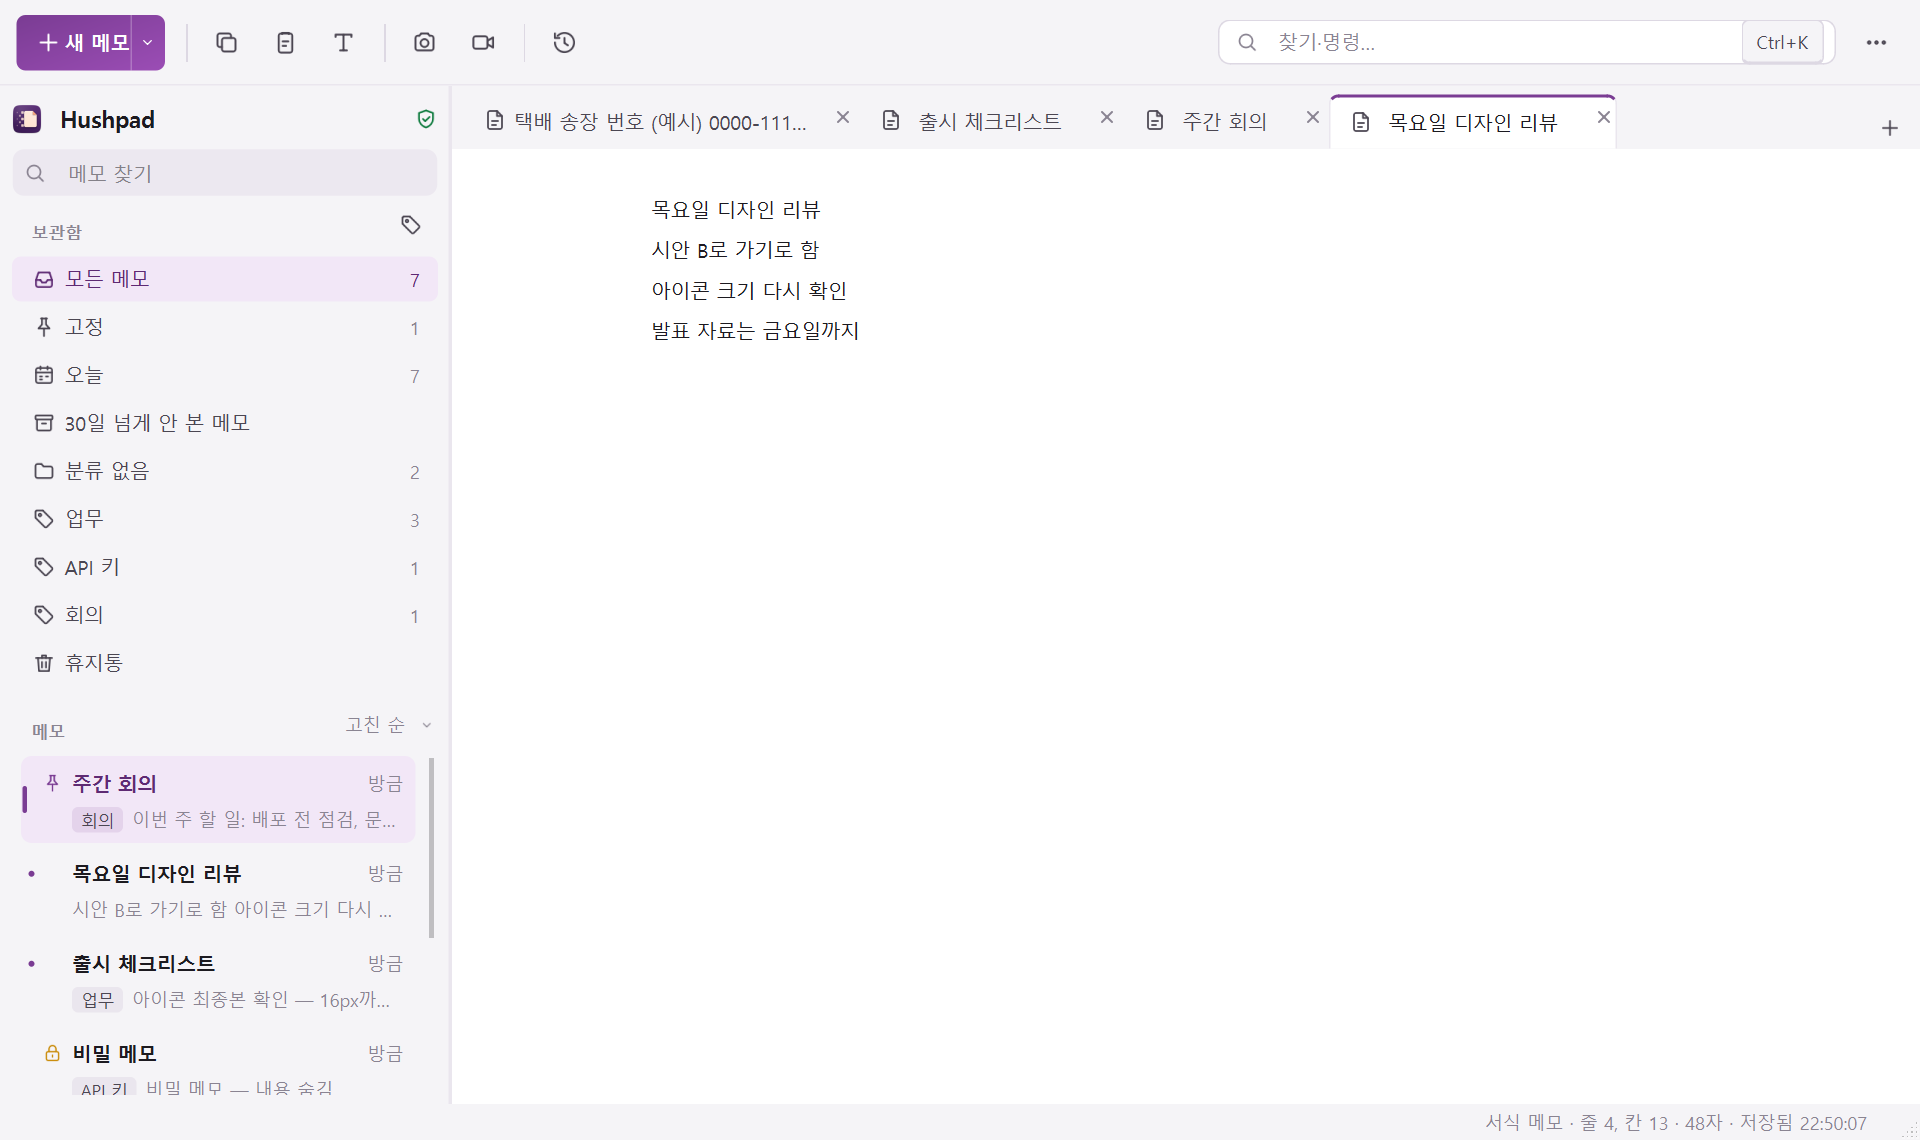 새 메모
찾기·명령...
Ctrl+K
Hushpad
메모 찾기
보관함
모든 메모 7
고정 1
오늘 7
30일 넘게 안 본 메모
분류 없음 2
업무 3
API 키 1
회의 1
휴지통
메모
고친 순
주간 회의 방금
회의 이번 주 할 일: 배포 전 점검, 문...
목요일 디자인 리뷰 방금
시안 B로 가기로 함 아이콘 크기 다시 ...
출시 체크리스트 방금
업무 아이콘 최종본 확인 — 16px까...
비밀 메모 방금
API 키 비밀 메모 — 내용 숨김
택배 송장 번호 (예시) 0000-111...
출시 체크리스트
주간 회의
목요일 디자인 리뷰
목요일 디자인 리뷰
시안 B로 가기로 함
아이콘 크기 다시 확인
발표 자료는 금요일까지
서식 메모 · 줄 4, 칸 13 · 48자 · 저장됨 22:50:07